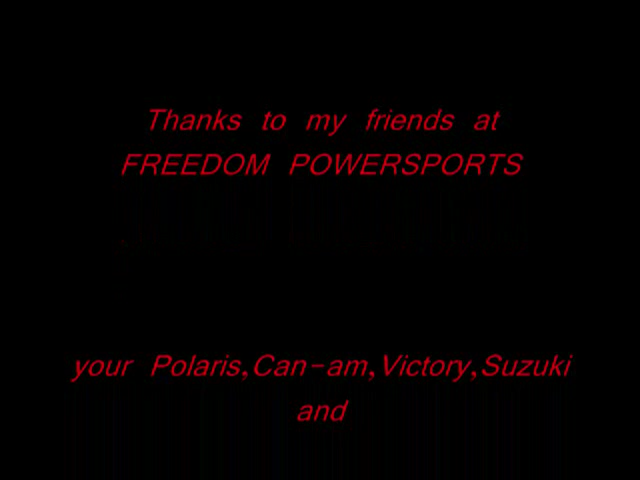 Thanks to my friends at
FREEDOM POWERSPORTS
your Polaris,Can-am,Victory,Suzuki
and